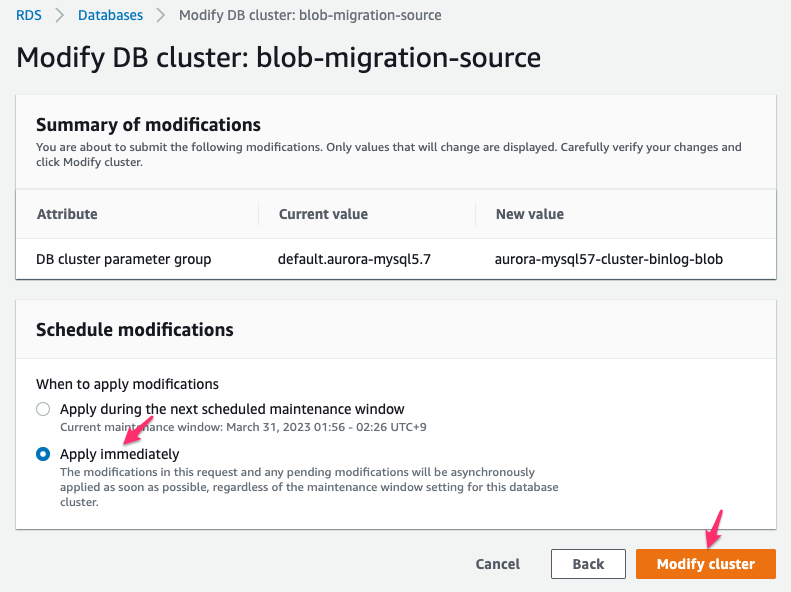 RDS > Databases > Modify DB cluster: blob-migration-source
Modify DB cluster: blob-migration-source
Summary of modifications
You are about to submit the following modifications. Only values that will change are displayed. Carefully verify your changes and
click Modify cluster.
Attribute Current value New value
DB cluster parameter group default.aurora-mysql5.7 aurora-mysql57-cluster-binlog-blob
Schedule modifications
When to apply modifications
Apply during the next scheduled maintenance window
Current maintenance window: March 31, 2023 01:56 - 02:26 UTC+9
Apply immediately
The modifications in this request and any pending modifications will be asynchronously
applied as soon as possible, regardless of the maintenance window setting for this database
cluster.
Cancel Back Modify cluster